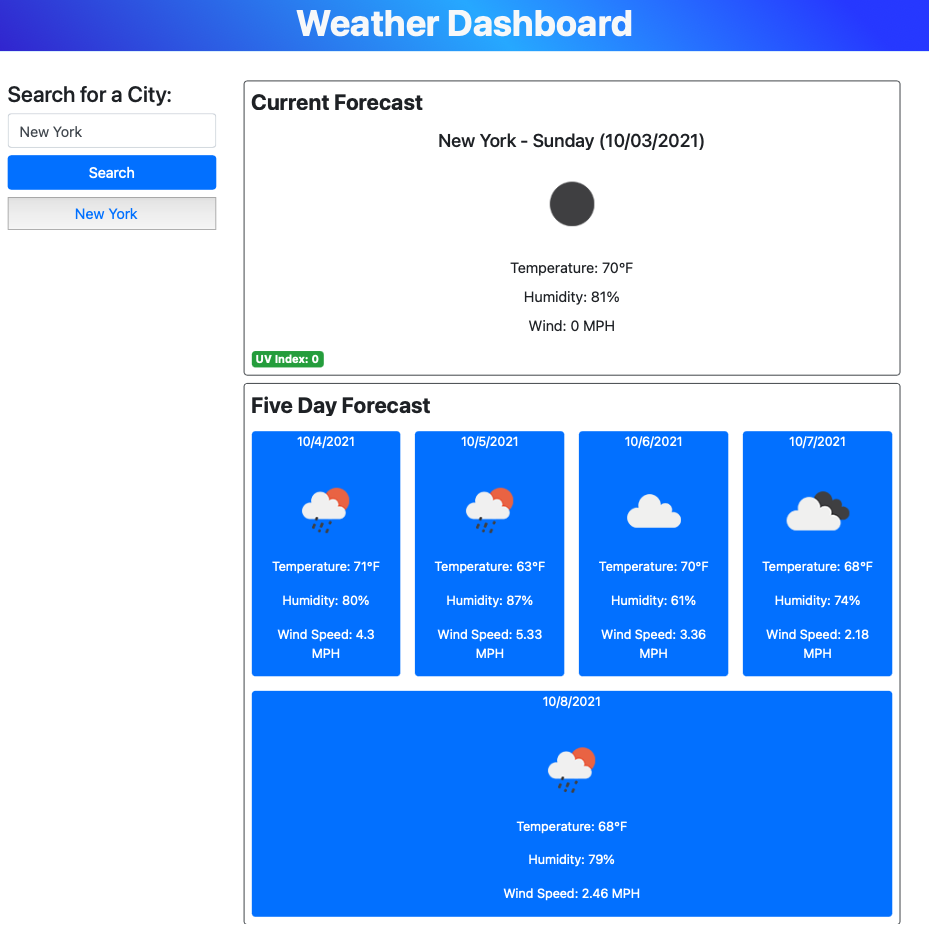 Weather Dashboard
Search for a City:
New York
Search
New York
Current Forecast
New York - Sunday (10/03/2021)
Temperature: 70°F
Humidity: 81%
Wind: 0 MPH
UV Index: 0
Five Day Forecast
10/4/2021
Temperature: 71°F
Humidity: 80%
Wind Speed: 4.3
MPH
10/5/2021
Temperature: 63°F
Humidity: 87%
Wind Speed: 5.33
MPH
10/6/2021
Temperature: 70°F
Humidity: 61%
Wind Speed: 3.36
MPH
10/7/2021
Temperature: 68°F
Humidity: 74%
Wind Speed: 2.18
MPH
10/8/2021
Temperature: 68°F
Humidity: 79%
Wind Speed: 2.46 MPH